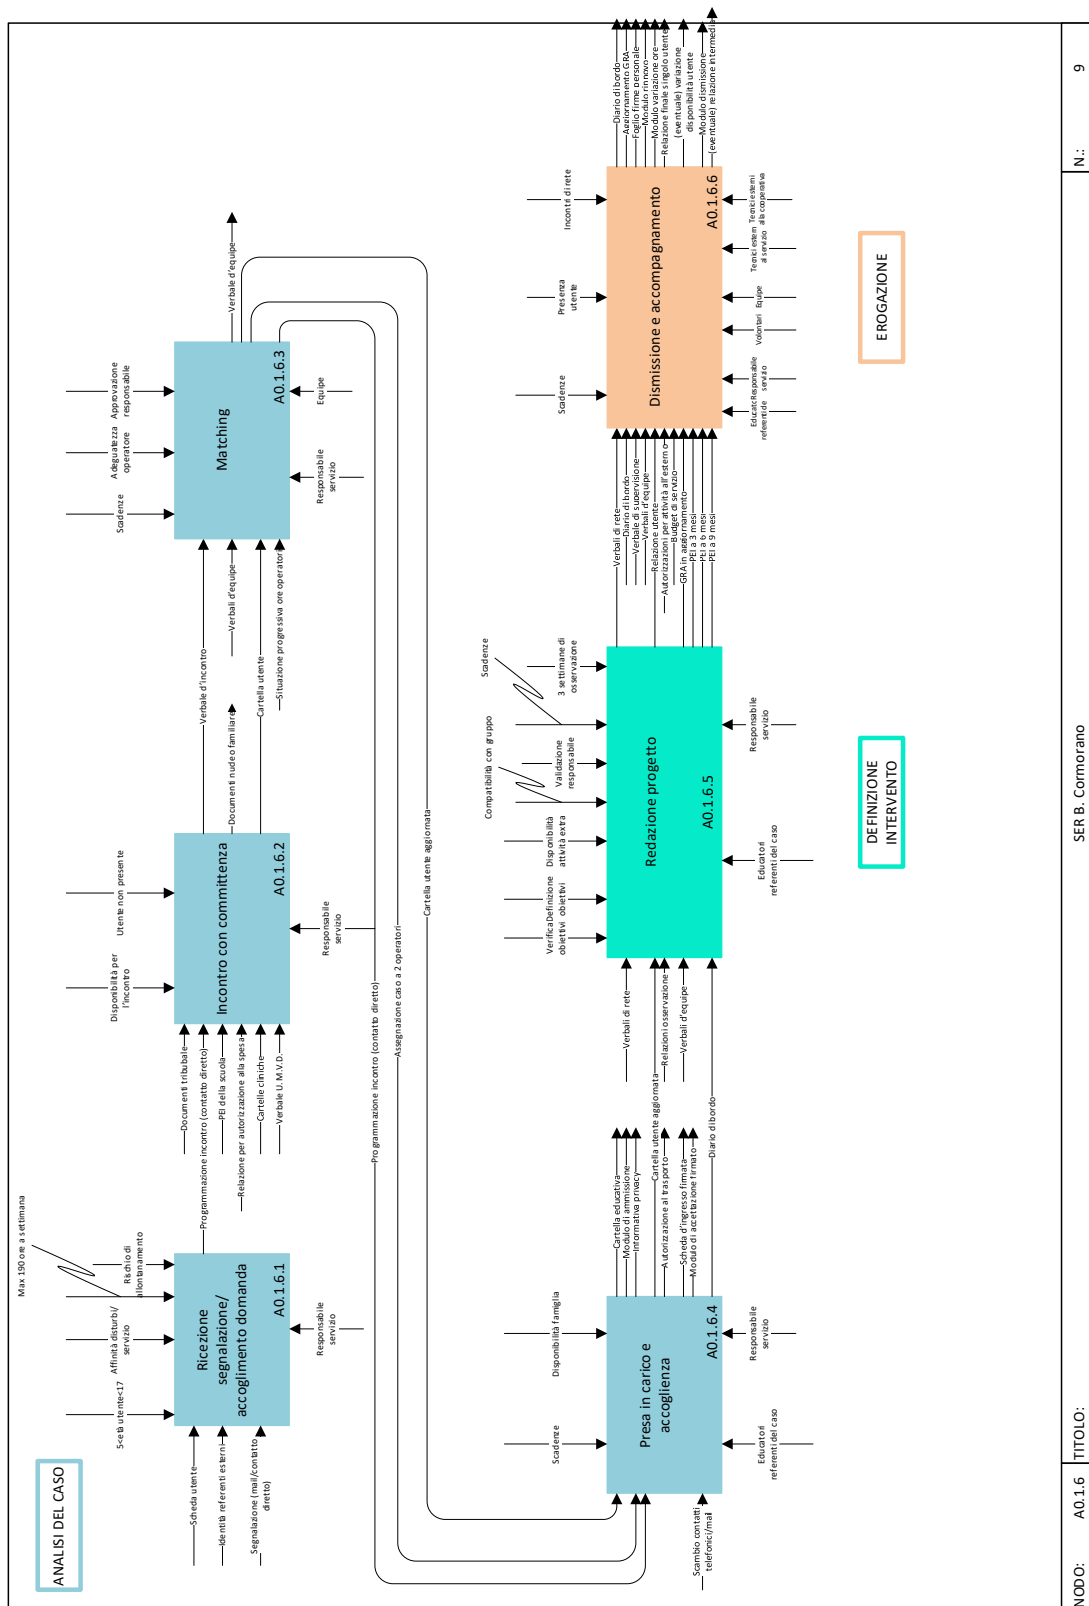 ANALISI DEL CASO
Max 190 ore a settimana
5<età utente<17
Affinità disturbi/
servizio
Rischio di
allontanamento
Scheda utente
Identità referenti esterni
Segnalazione (mail/contatto
diretto)
Ricezione
segnalazione/
accoglimento domanda
A0.1.6.1
Responsabile
servizio
Programmazione incontro (contatto diretto)
Disponibilità per
l'incontro
Utente non presente
Documenti tribubale
PEI della scuola
Relazione per autorizzazione alla spesa
Cartelle cliniche
Verbale U.M.V.D.
Incontro con committenza
A0.1.6.2
Responsabile
servizio
Verbale d'incontro
Documenti nucleo familiare
Cartella utente
Verbali d'equipe
Situazione progressiva ore operatori
Scadenze
Adeguatezza
operatore
Approvazione
responsabile
Matching
A0.1.6.3
Responsabile
servizio
Equipe
Verbale d'equipe
Programmazione incontro (contatto diretto)
Assegnazione caso a 2 operatori
Cartella utente aggiornata
Scadenze
Disponibilità famiglia
Scambio contatti
telefonici/mail
Presa in carico e
accoglienza
A0.1.6.4
Educatori
referenti del caso
Responsabile
servizio
Cartella educativa
Modulo di ammissione
Informativa privacy
Cartella utente aggiornata
Autorizzazione al trasporto
Scheda d'ingresso firmata
Modulo di accettazione firmato
Diario di bordo
Verbali di rete
Relazioni osservazione
Verbali d'equipe
Verifica
obiettivi
Definizione
obiettivi
Disponibilità
attività extra
Compatibilità con gruppo
Validazione
responsabile
Scadenze
3 settimane di
osservazione
Redazione progetto
A0.1.6.5
Educatori
referenti del caso
Responsabile
servizio
Verbali di rete
Diario di bordo
Verbale di supervisione
Verbali d'equipe
Relazione utente
Autorizzazioni per attività all'esterno
Budget di servizio
GRA in aggiornamento
PEI a 3 mesi
PEI a 6 mesi
PEI a 9 mesi
Scadenze
Presenza
utente
Incontri di rete
Dismissione e accompagnamento
A0.1.6.6
Educatc
referenti de
Responsabile
servizio
Volontari
Equipe
Tecnici estern
al servizio
Tecnici esterni
alla cooperativa
Diario di bordo
Aggiornamento GRA
Foglio firme personale
Modulo rinnovo
Modulo variazione ore
Relazione finale singolo utente
(eventuale) variazione
disponibilità utente
Modulo dismissione
(eventuale) relazione intermedia
DEFINIZIONE
INTERVENTO
EROGAZIONE
NODO:
A0.1.6
TITOLO:
SER B. Cormorano
N.:
9